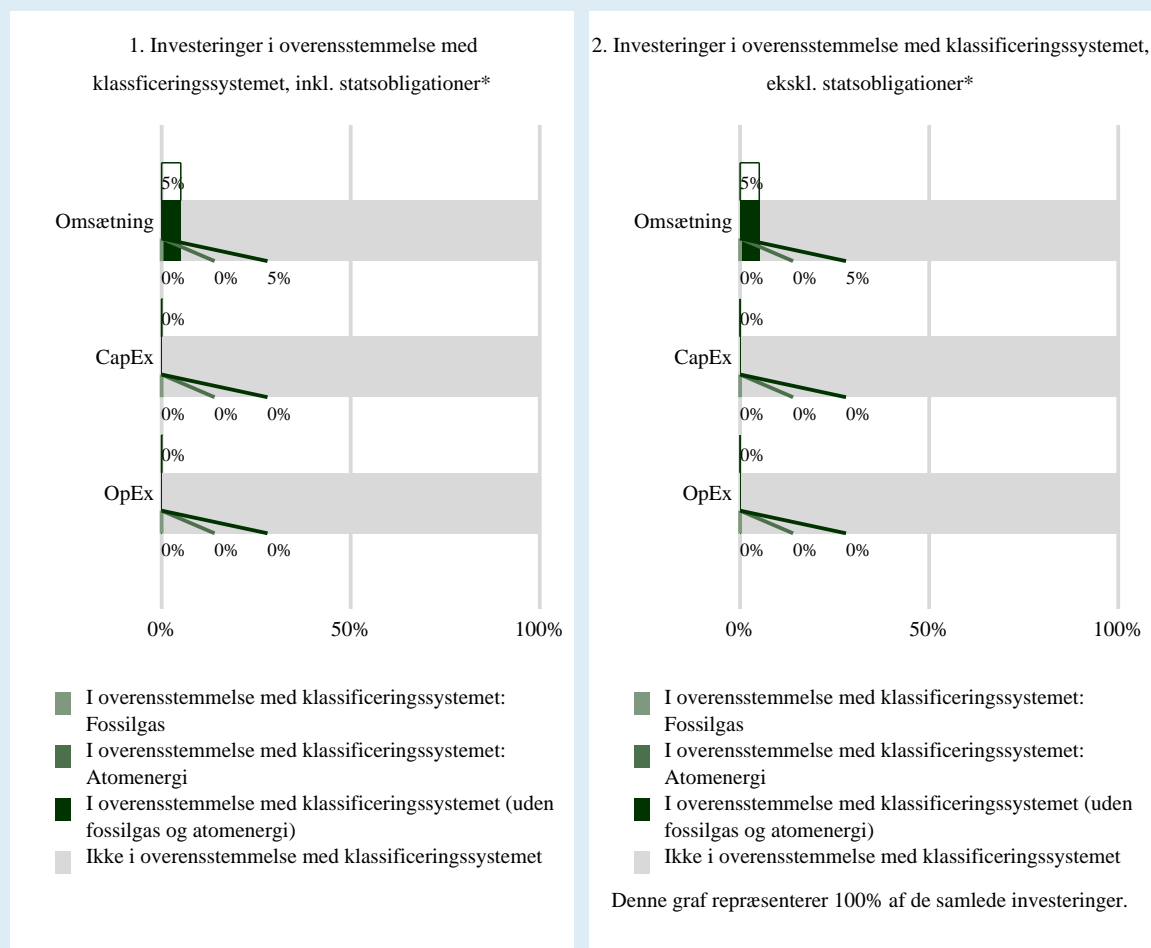 1. Investeringer i overensstemmelse med
klassficeringssystemet, inkl. statsobligationer*
5%
Omsætning
0% 0% 5%
0%
CapEx
0% 0% 0%
0%
OpEx
0% 0% 0%
0% 50% 100%
I overensstemmelse med klassificeringssystemet:
Fossilgas
I overensstemmelse med klassificeringssystemet:
Atomenergi
I overensstemmelse med klassificeringssystemet (uden
fossilgas og atomenergi)
Ikke i overensstemmelse med klassificeringssystemet
2. Investeringer i overensstemmelse med klassificeringssystemet,
ekskl. statsobligationer*
5%
Omsætning
0% 0% 5%
0%
CapEx
0% 0% 0%
0%
OpEx
0% 0% 0%
0% 50% 100%
I overensstemmelse med klassificeringssystemet:
Fossilgas
I overensstemmelse med klassificeringssystemet:
Atomenergi
I overensstemmelse med klassificeringssystemet (uden
fossilgas og atomenergi)
Ikke i overensstemmelse med klassificeringssystemet
Denne graf repræsenterer 100% af de samlede investeringer.